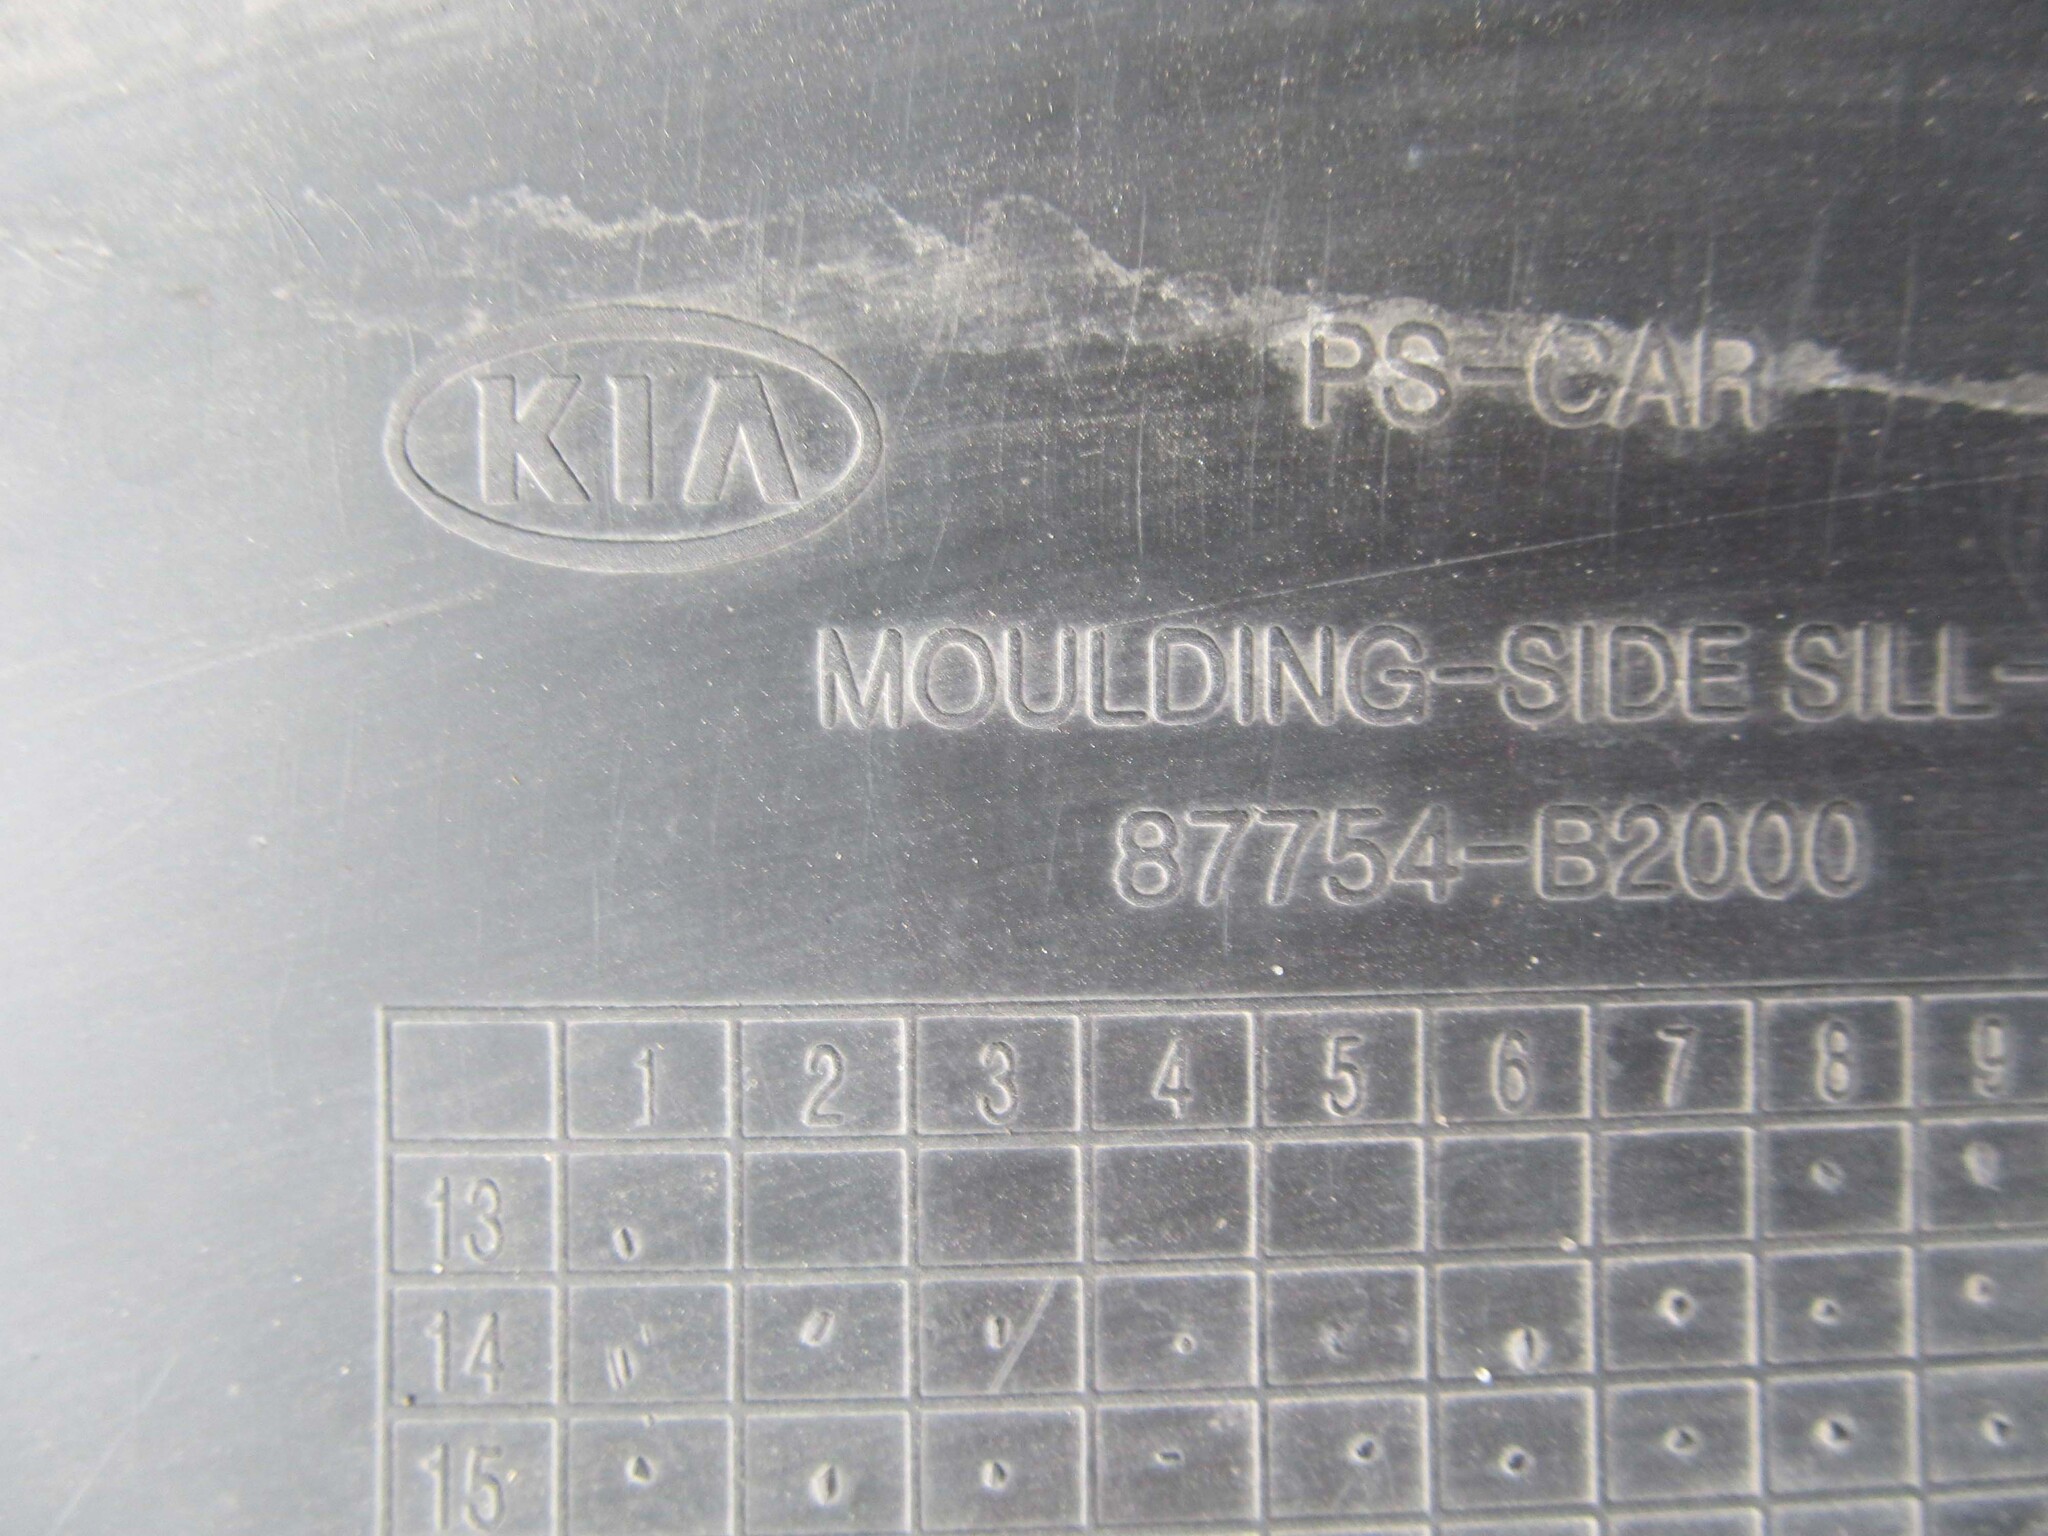 KIA
PS-CAR
MOULDING-SIDE SILL-
87754-B2000
1 2 3 4 5 6 7 8 9
13
14
15